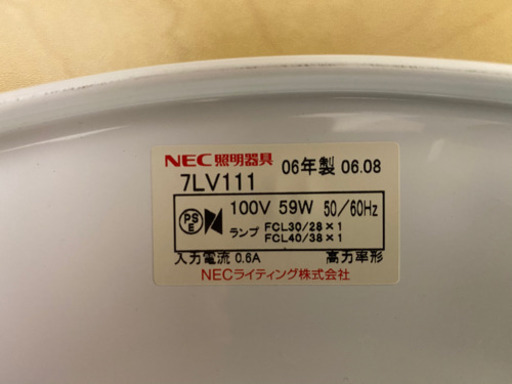 NEC照明器具 06年製 06.08
7LV111
PS
E
100V 59W 50/60Hz
ランプ FCL30/28×1
FCL40/38×1
入力電流 0.6A 高力率形
NECライティング株式会社